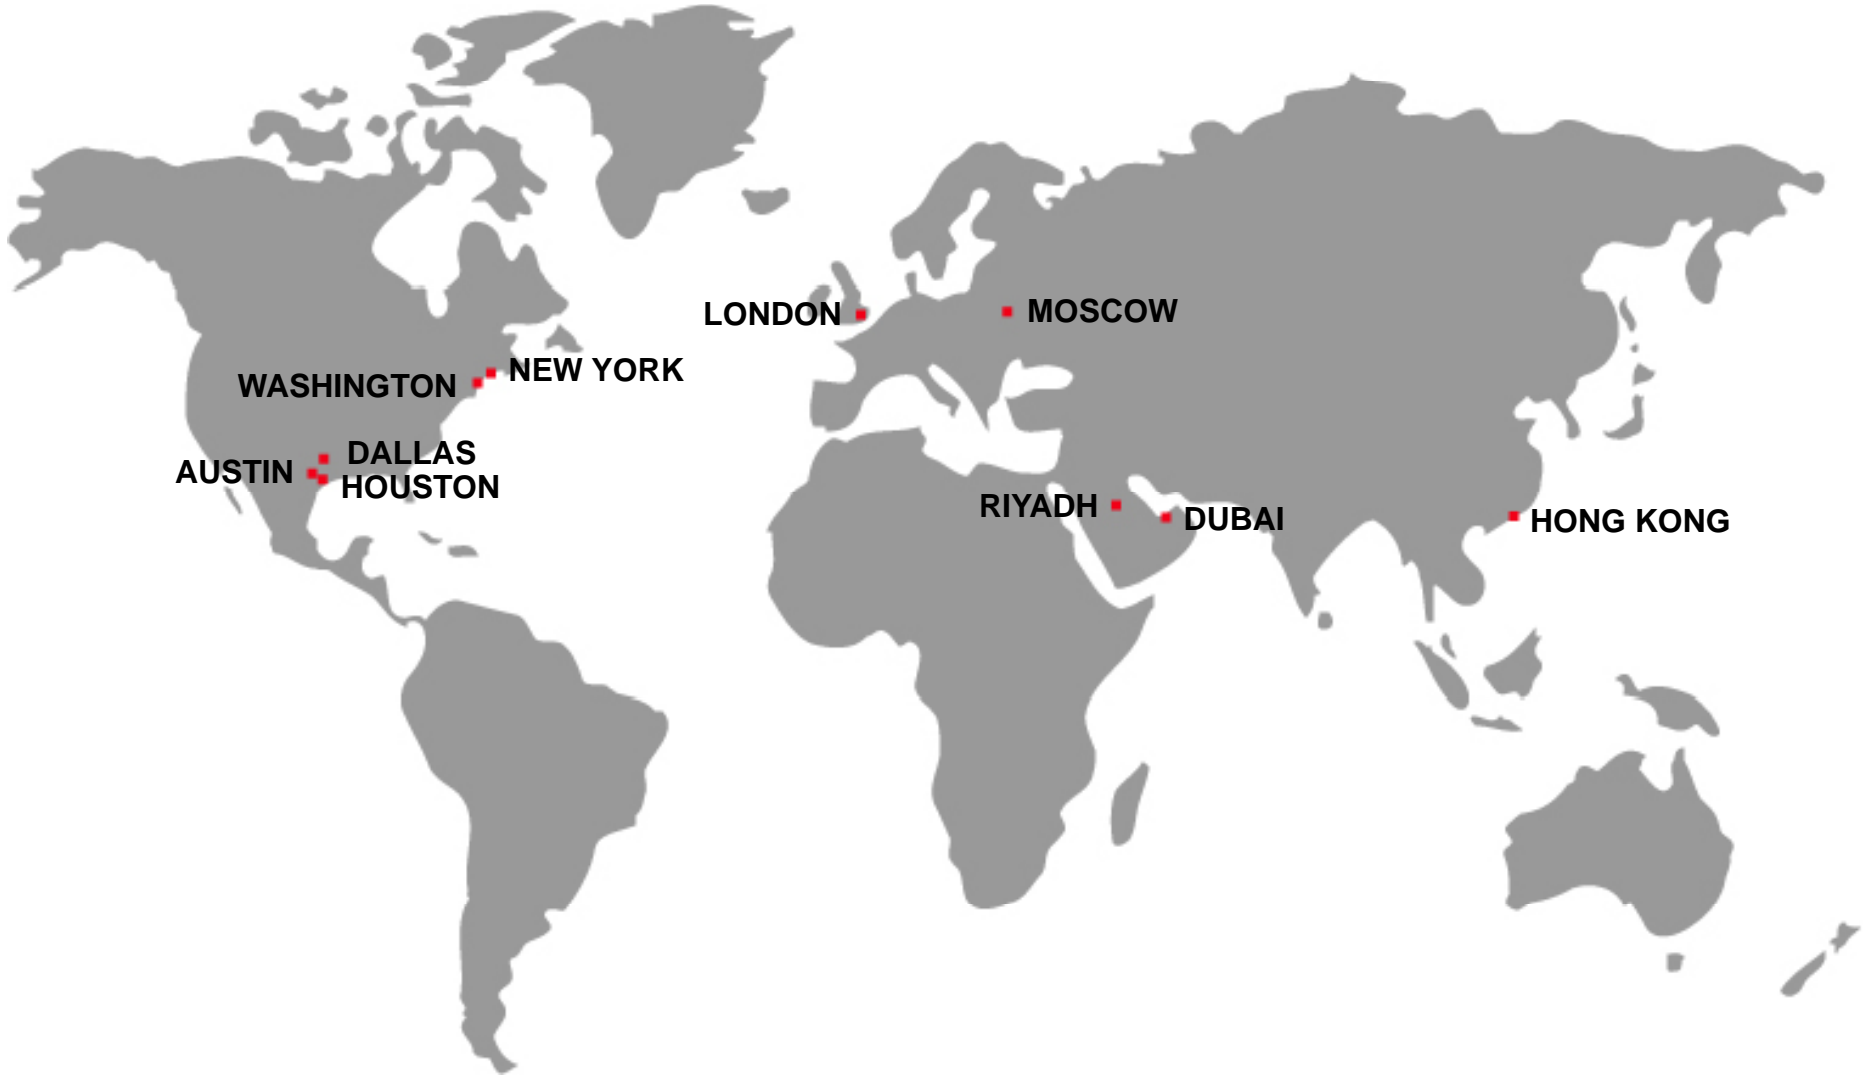 LONDON
MOSCOW
NEW YORK
WASHINGTON
DALLAS
AUSTIN
HOUSTON
RIYADH
DUBAI
HONG KONG